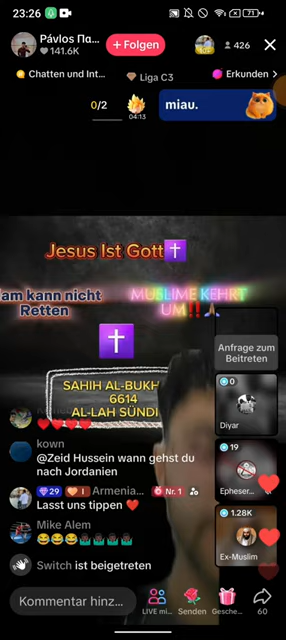 23:26
71
Pávlos Πα...
141.6K
+ Folgen
426
Chatten und Int...
Liga C3
Erkunden >
0/2
04:13
miau.
Jesus Ist Gott✝️
am kann nicht
Retten
MUSLIME KEHRT
UM‼️🙏🏾
✝️
Anfrage zum
Beitreten
SAHIH AL-BUKH
6614
AL-LAH SÜNDI
0
Diyar
❤️❤️❤️❤️
kown
@Zeid Hussein wann gehst du
nach Jordanien
19
Epheser...
29 I Armenia... Nr. 1
Lasst uns tippen ❤️
1.28K
Ex-Muslim
Mike Alem
Switch ist beigetreten
Kommentar hinz...
LIVE mi...
Senden
Gesche...
60